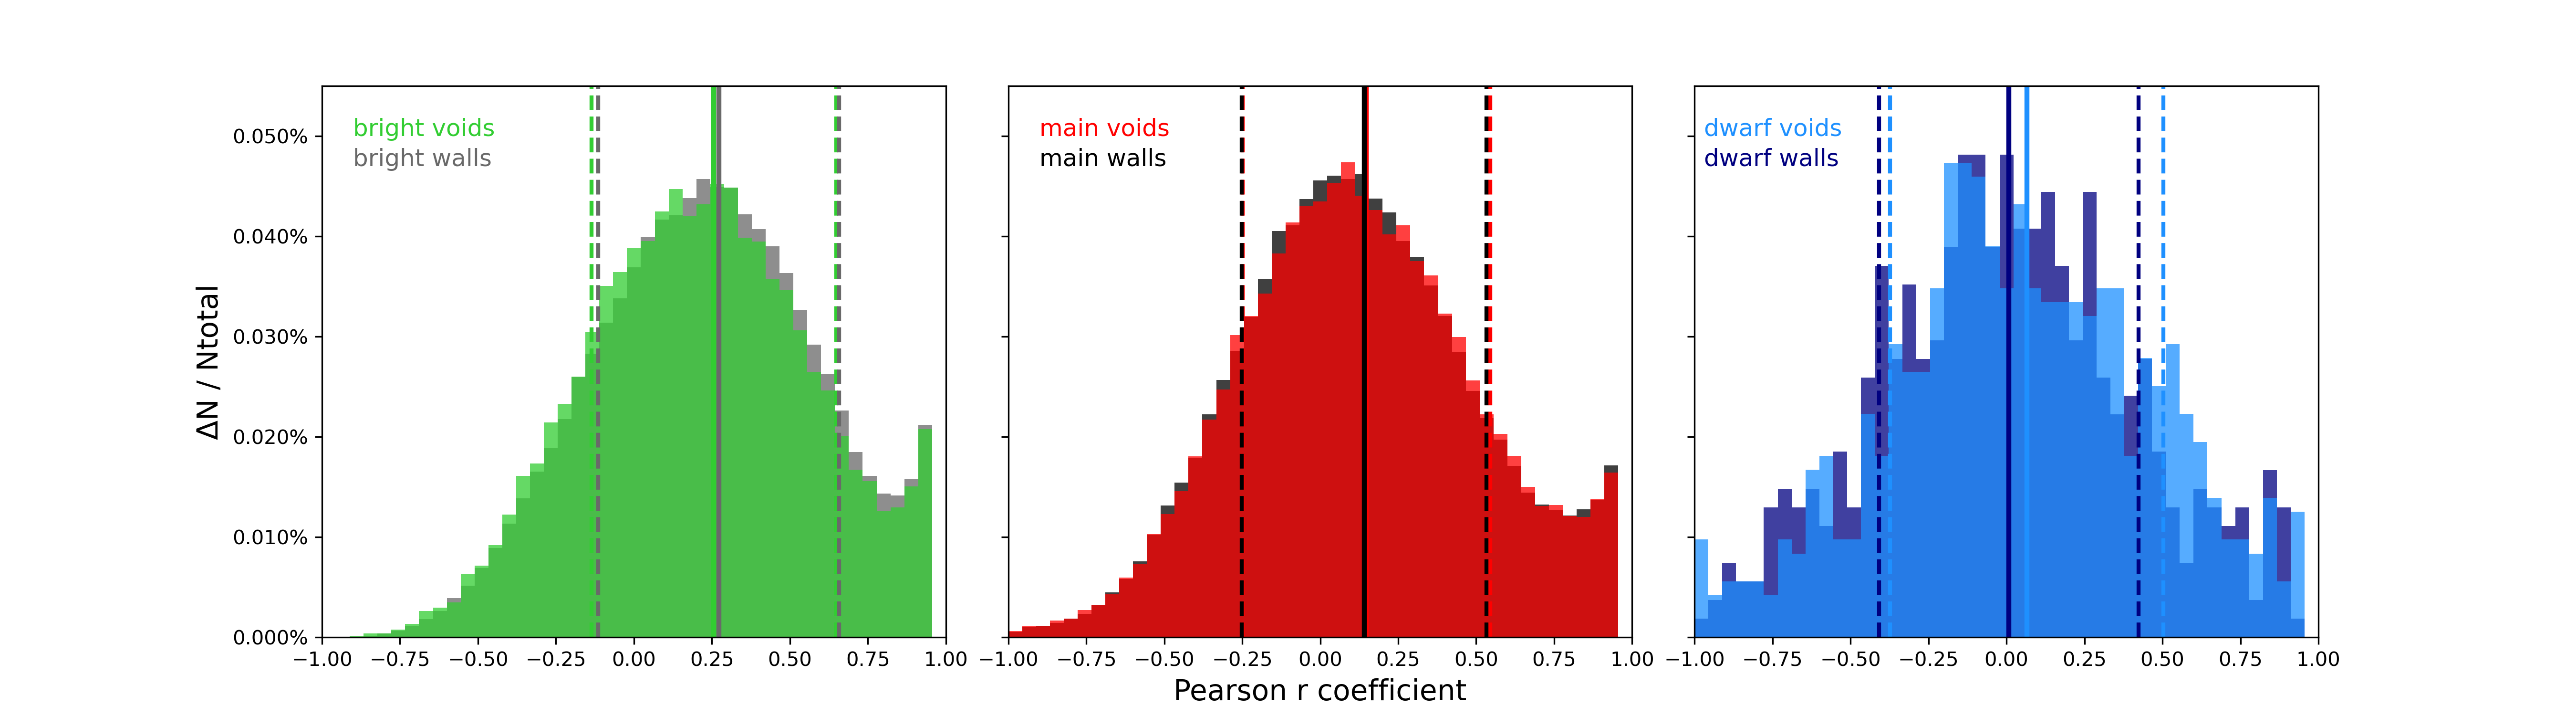 bright voids
bright walls
main voids
main walls
dwarf voids
dwarf walls
0.050%
0.040%
0.030%
0.020%
0.010%
0.000%
ΔN / Ntotal
−1.00 −0.75 −0.50 −0.25 0.00 0.25 0.50 0.75 1.00
−1.00 −0.75 −0.50 −0.25 0.00 0.25 0.50 0.75 1.00
−1.00 −0.75 −0.50 −0.25 0.00 0.25 0.50 0.75 1.00
Pearson r coefficient